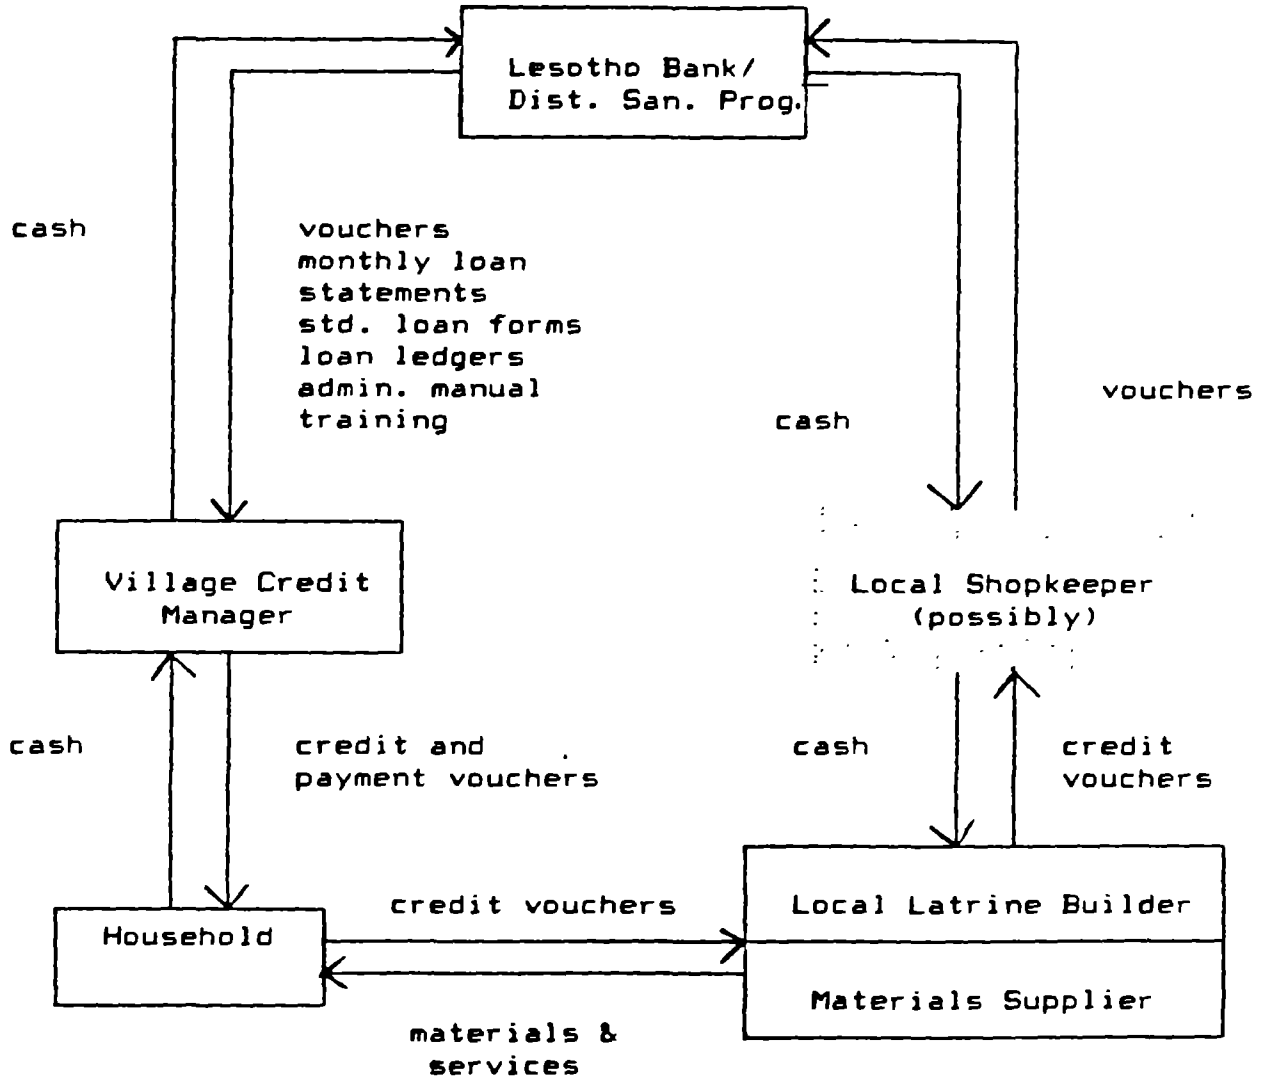 Lesotho Bank/
Dist. San. Prog.
cash
vouchers
monthly loan
statements
std. loan forms
loan ledgers
admin. manual
training
cash
vouchers
Village Credit
Manager
Local Shopkeeper
(possibly)
cash
credit and
payment vouchers
cash
credit
vouchers
Household
credit vouchers
Local Latrine Builder
Materials Supplier
materials &
services